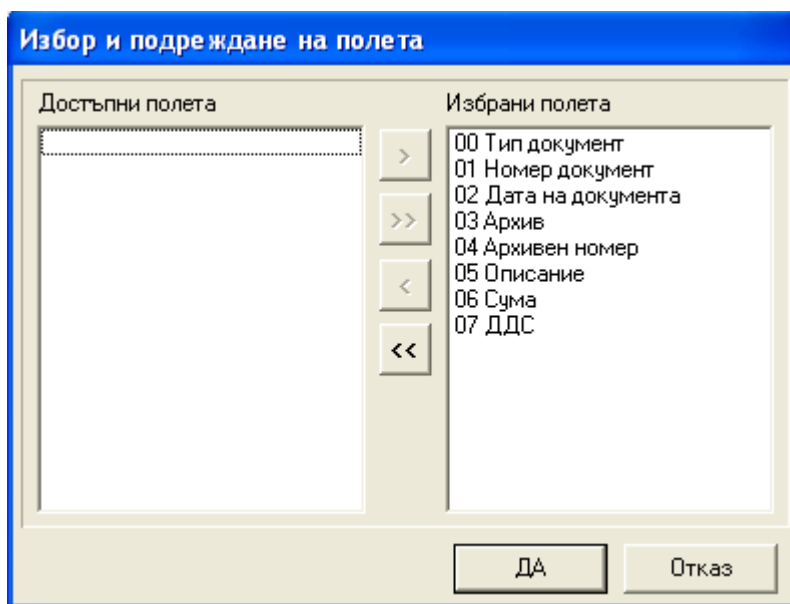 Избор и подреждане на полета
Достъпни полета
Избрани полета
>
>>
<
<<
00 Тип документ
01 Номер документ
02 Дата на документа
03 Архив
04 Архивен номер
05 Описание
06 Сума
07 ДДС
ДА
Отказ